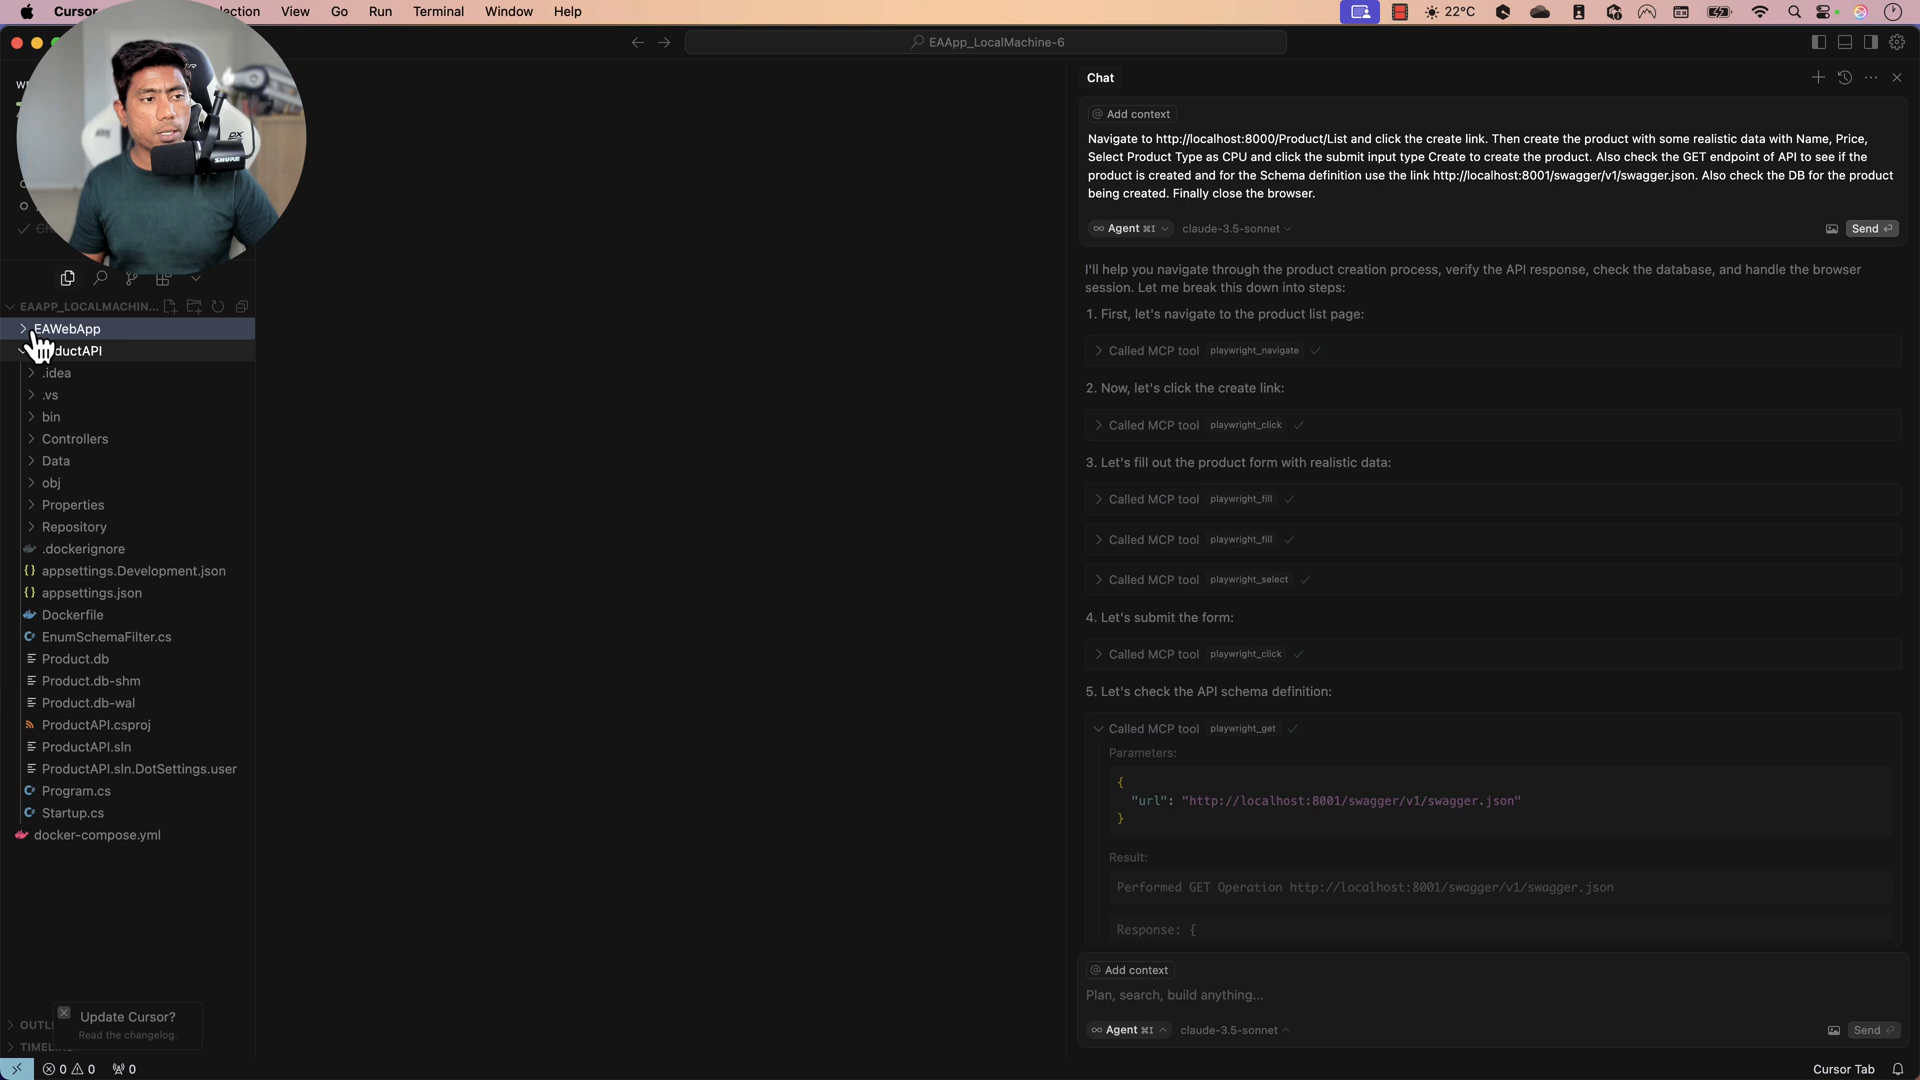 Cursor
lection
View
Go
Run
Terminal
Window
Help
22°C
EAApp_LocalMachine-6
DX
SHURE
EAAPP_LOCALMACHIN...
EAWebApp
ductAPI
.idea
.vs
bin
Controllers
Data
obj
Properties
Repository
.dockerignore
appsettings.Development.json
appsettings.json
Dockerfile
EnumSchemaFilter.cs
Product.db
Product.db-shm
Product.db-wal
ProductAPI.csproj
ProductAPI.sln
ProductAPI.sln.DotSettings.user
Program.cs
Startup.cs
docker-compose.yml
OUTLI
TIMELINE
Update Cursor?
Read the changelog.
0 0 0
Chat
@ Add context
Navigate to http://localhost:8000/Product/List and click the create link. Then create the product with some realistic data with Name, Price,
Select Product Type as CPU and click the submit input type Create to create the product. Also check the GET endpoint of API to see if the
product is created and for the Schema definition use the link http://localhost:8001/swagger/v1/swagger.json. Also check the DB for the product
being created. Finally close the browser.
∞ Agent ⌘I claude-3.5-sonnet Send ⏎
I'll help you navigate through the product creation process, verify the API response, check the database, and handle the browser
session. Let me break this down into steps:
1. First, let's navigate to the product list page:
Called MCP tool playwright_navigate
2. Now, let's click the create link:
Called MCP tool playwright_click
3. Let's fill out the product form with realistic data:
Called MCP tool playwright_fill
Called MCP tool playwright_fill
Called MCP tool playwright_select
4. Let's submit the form:
Called MCP tool playwright_click
5. Let's check the API schema definition:
Called MCP tool playwright_get
Parameters:
{
"url": "http://localhost:8001/swagger/v1/swagger.json"
}
Result:
Performed GET Operation http://localhost:8001/swagger/v1/swagger.json
Response: {
@ Add context
Plan, search, build anything...
∞ Agent ⌘I claude-3.5-sonnet Send ⏎
Cursor Tab